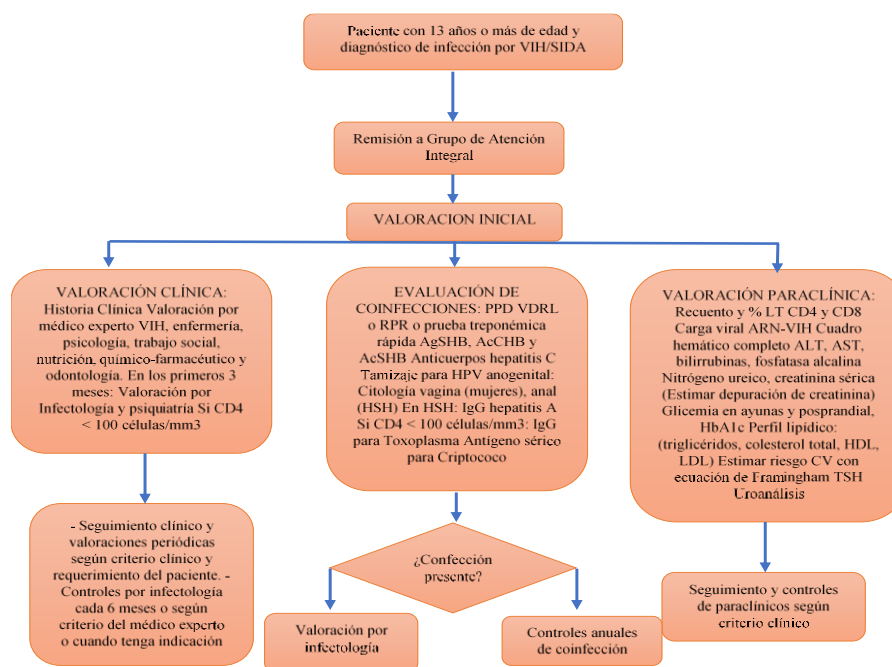 Paciente con 13 años o más de edad y
diagnóstico de infección por VIH/SIDA
Remisión a Grupo de Atención
Integral
VALORACION INICIAL
VALORACIÓN CLÍNICA:
Historia Clínica Valoración por
médico experto VIH, enfermería,
psicología, trabajo social,
nutrición, químico-farmacéutico y
odontología. En los primeros 3
meses: Valoración por
Infectología y psiquiatría Si CD4
< 100 células/mm3
EVALUACIÓN DE
COINFECCIONES: PPD VDRL
o RPR o prueba treponémica
rápida AgSHB, AcCHB y
AcSHB Anticuerpos hepatitis C
Tamizaje para HPV anogenital:
Citología vagina (mujeres), anal
(HSH) En HSH: IgG hepatitis A
Si CD4 < 100 células/mm3: IgG
para Toxoplasma Antígeno sérico
para Criptococo
VALORACIÓN PARACLÍNICA:
Recuento y % LT CD4 y CD8
Carga viral ARN-VIH Cuadro
hemático completo ALT, AST,
bilirrubinas, fosfatasa alcalina
Nitrógeno ureico, creatinina sérica
(Estimar depuración de creatinina)
Glicemia en ayunas y posprandial,
HbA1c Perfil lipídico:
(triglicéridos, colesterol total, HDL,
LDL) Estimar riesgo CV con
ecuación de Framingham TSH
Uroanálisis
- Seguimiento clínico y
valoraciones periódicas
según criterio clínico y
requerimiento del paciente. -
Controles por infectología
cada 6 meses o según
criterio del médico experto
o cuando tenga indicación
¿Confección
presente?
Valoración por
infectología
Controles anuales
de coinfección
Seguimiento y controles
de paraclínicos según
criterio clínico